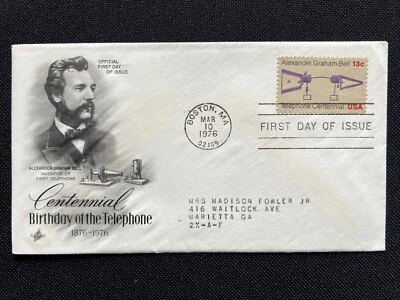 OFFICIAL
FIRST DAY OF
ISSUE
Alexander Graham Bell 13c
Telephone Centennial USA
BOSTON, MA
MAR
10
1976
02109
FIRST DAY OF ISSUE
ALEXANDER GRAHAM BELL
INVENTOR OF
FIRST TELEPHONE
Centennial
Birthday of the Telephone
1876-1976
MRS MADISON FOWLER JR
416 WAITLOCK AVE
MARIETTA GA
2X-A-F